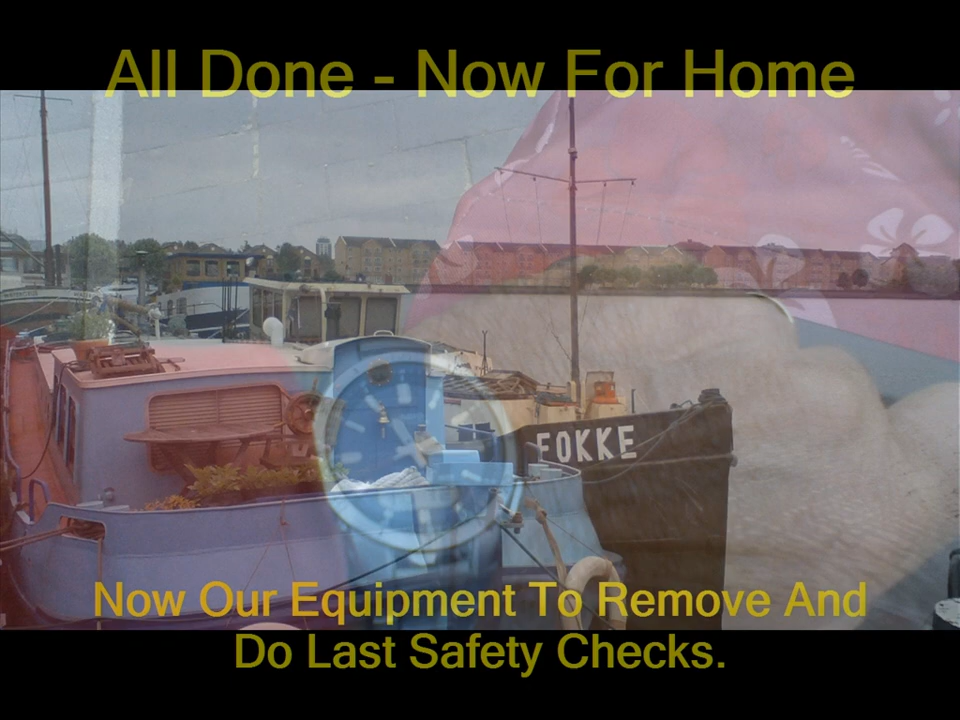 All Done - Now For Home
FOKKE
Now Our Equipment To Remove And
Do Last Safety Checks.